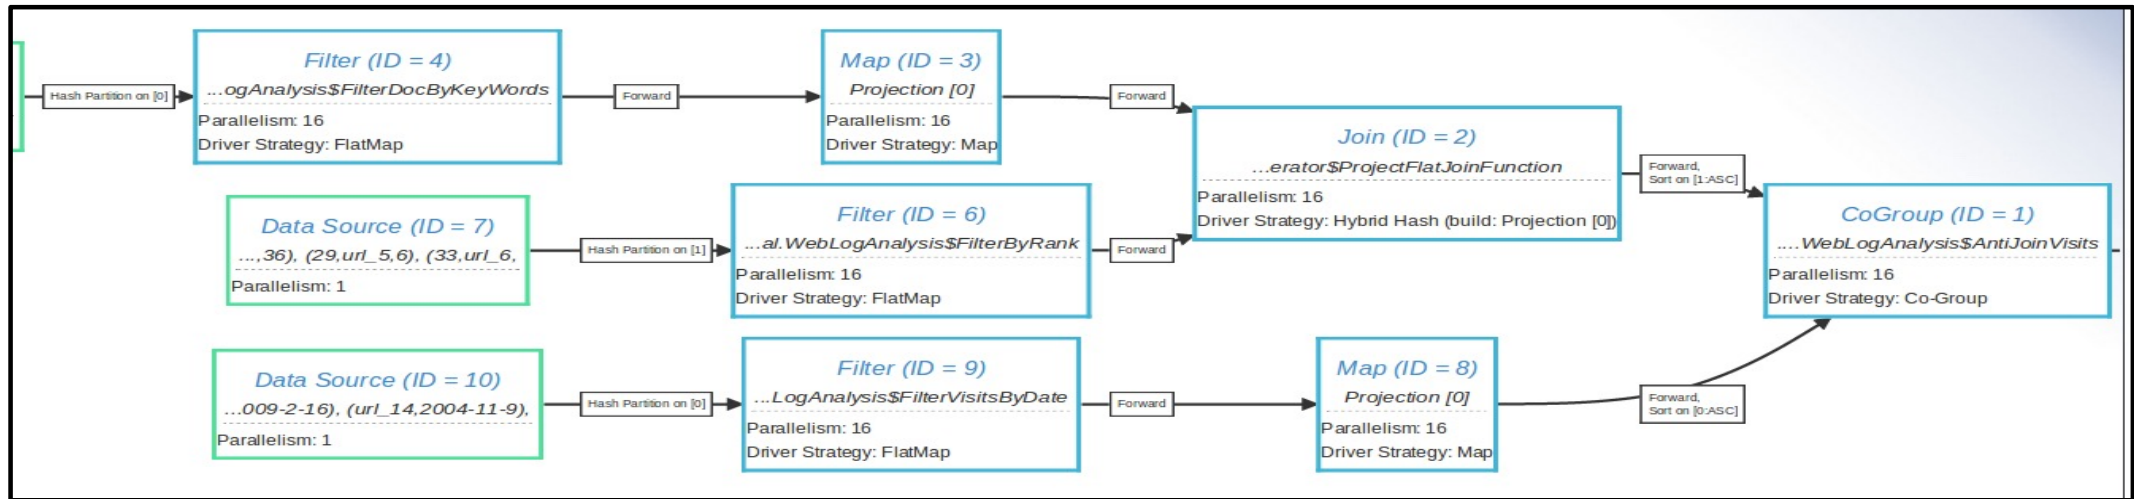 Hash Partition on [0]
Filter (ID = 4)
...ogAnalysis$FilterDocByKeyWords
Parallelism: 16
Driver Strategy: FlatMap
Forward
Map (ID = 3)
Projection [0]
Parallelism: 16
Driver Strategy: Map
Forward
Data Source (ID = 7)
...,36), (29,url_5,6), (33,url_6,
Parallelism: 1
Hash Partition on [1]
Filter (ID = 6)
...al.WebLogAnalysis$FilterByRank
Parallelism: 16
Driver Strategy: FlatMap
Forward
Join (ID = 2)
...erator$ProjectFlatJoinFunction
Parallelism: 16
Driver Strategy: Hybrid Hash (build: Projection [0])
Forward,
Sort on [1:ASC]
Data Source (ID = 10)
...009-2-16), (url_14,2004-11-9),
Parallelism: 1
Hash Partition on [0]
Filter (ID = 9)
...LogAnalysis$FilterVisitsByDate
Parallelism: 16
Driver Strategy: FlatMap
Forward
Map (ID = 8)
Projection [0]
Parallelism: 16
Driver Strategy: Map
Forward,
Sort on [0:ASC]
CoGroup (ID = 1)
....WebLogAnalysis$AntiJoinVisits
Parallelism: 16
Driver Strategy: Co-Group